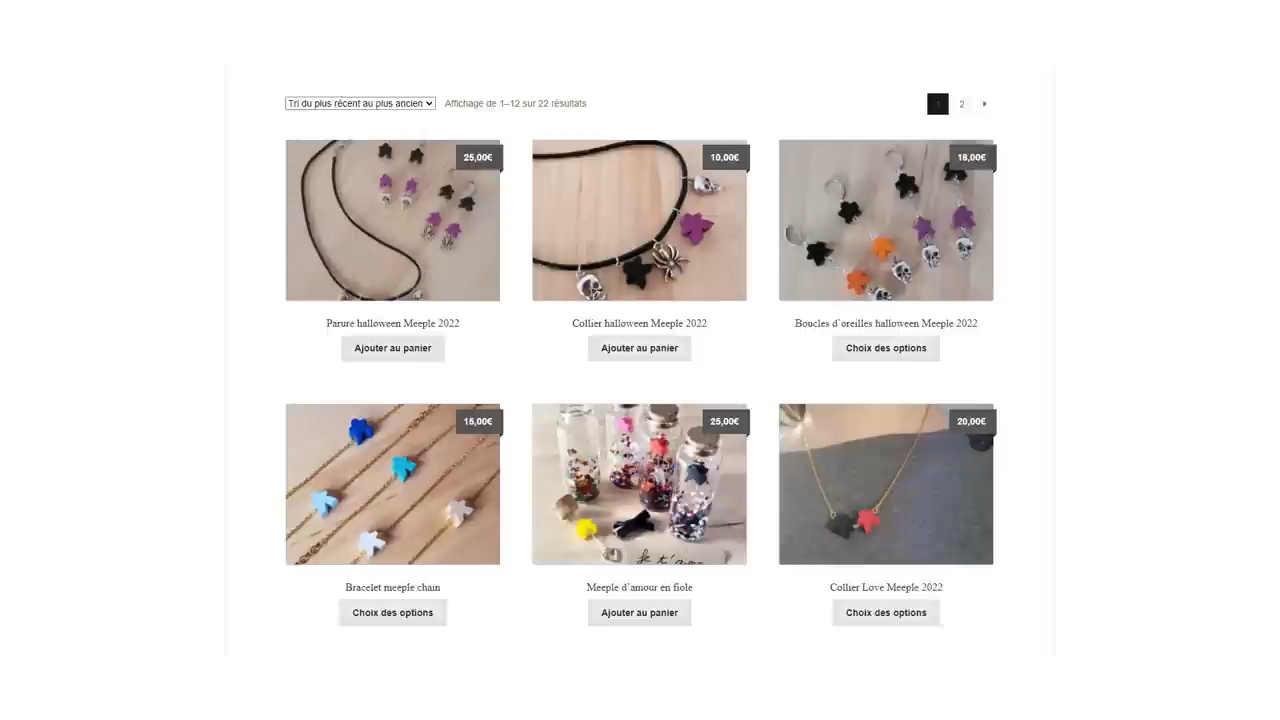 Tri du plus récent au plus ancien Affichage de 1–12 sur 22 résultats 1 2
25,00€ 10,00€ 18,00€
Parure halloween Meeple 2022 Collier halloween Meeple 2022 Boucles d'oreilles halloween Meeple 2022
Ajouter au panier Ajouter au panier Choix des options
15,00€ 25,00€ 20,00€
Je t'aime
Bracelet meeple chain Meeple d'amour en fiole Collier Love Meeple 2022
Choix des options Ajouter au panier Choix des options